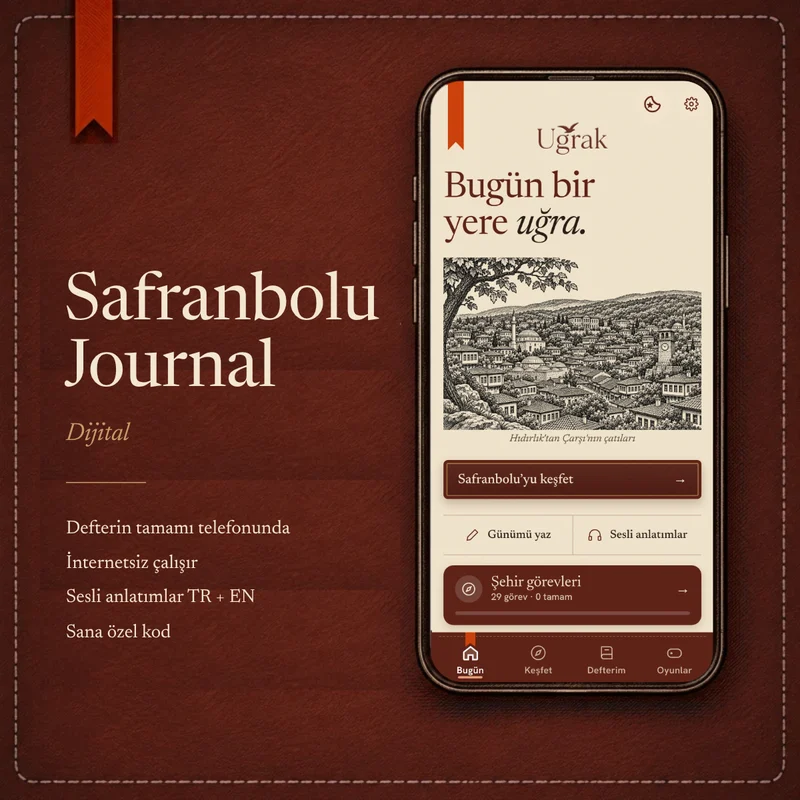 Safranbolu
Journal
Dijital
Defterin tamamı telefonunda
İnternetsiz çalışır
Sesli anlatımlar TR + EN
Sana özel kod
Uğrak
Bugün bir
yere uğra.
Hıdırlık'tan Çarşı'nın çatıları
Safranbolu'yu keşfet →
Günümü yaz
Sesli anlatımlar
Şehir görevleri
29 görev · 0 tamam →
Bugün Keşfet Defterim Oyunlar